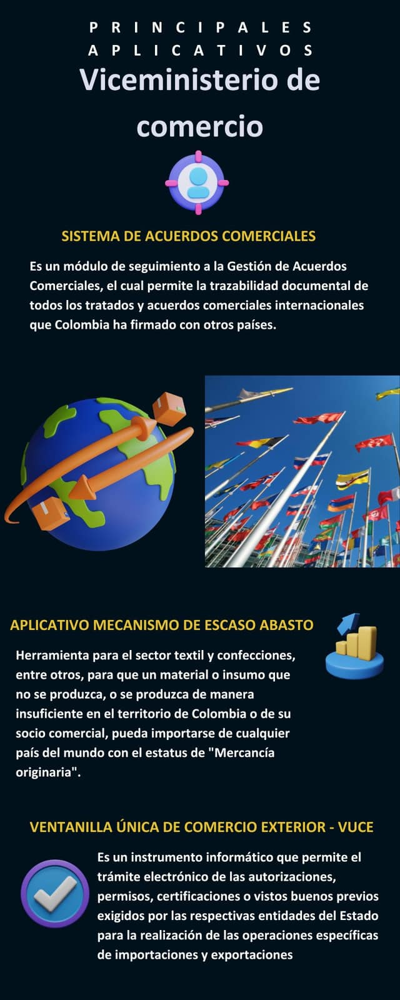 PRINCIPALES
APLICATIVOS
Viceministerio de
comercio
SISTEMA DE ACUERDOS COMERCIALES
Es un módulo de seguimiento a la Gestión de Acuerdos
Comerciales, el cual permite la trazabilidad documental de
todos los tratados y acuerdos comerciales internacionales
que Colombia ha firmado con otros países.
APLICATIVO MECANISMO DE ESCASO ABASTO
Herramienta para el sector textil y confecciones,
entre otros, para que un material o insumo que
no se produzca, o se produzca de manera
insuficiente en el territorio de Colombia o de su
socio comercial, pueda importarse de cualquier
país del mundo con el estatus de "Mercancía
originaria".
VENTANILLA ÚNICA DE COMERCIO EXTERIOR - VUCE
Es un instrumento informático que permite el
trámite electrónico de las autorizaciones,
permisos, certificaciones o vistos buenos previos
exigidos por las respectivas entidades del Estado
para la realización de las operaciones específicas
de importaciones y exportaciones